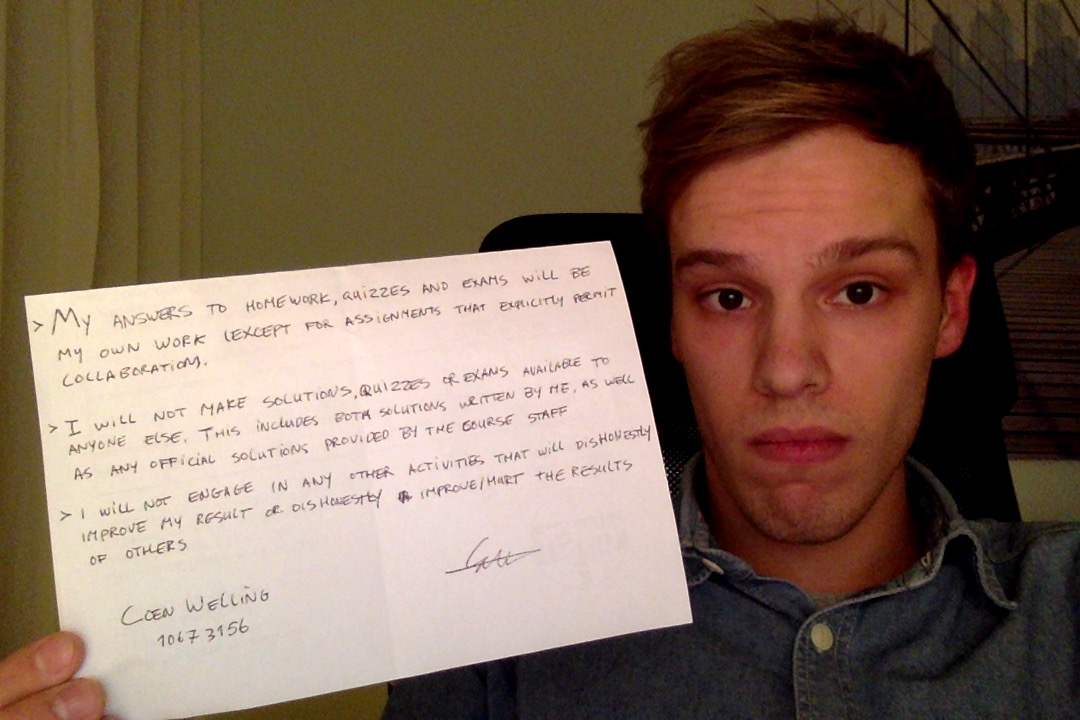 > My ANSWERS TO HOMEWORK, QUIZZES AND EXAMS WILL BE
MY OWN WORK (EXCEPT FOR ASSIGNMENTS THAT EXPLICITLY PERMIT
COLLABORATION).
> I WILL NOT MAKE SOLUTIONS, QUIZZES OR EXAMS AVAILABLE TO
ANYONE ELSE. THIS INCLUDES BOTH SOLUTIONS WRITTEN BY ME, AS WELL
AS ANY OFFICIAL SOLUTIONS PROVIDED BY THE COURSE STAFF
> I WILL NOT ENGAGE IN ANY OTHER ACTIVITIES THAT WILL DISHONESTLY
IMPROVE MY RESULT OR DISHONESTLY IMPROVE/HURT THE RESULTS
OF OTHERS
COEN WELLING
10673156